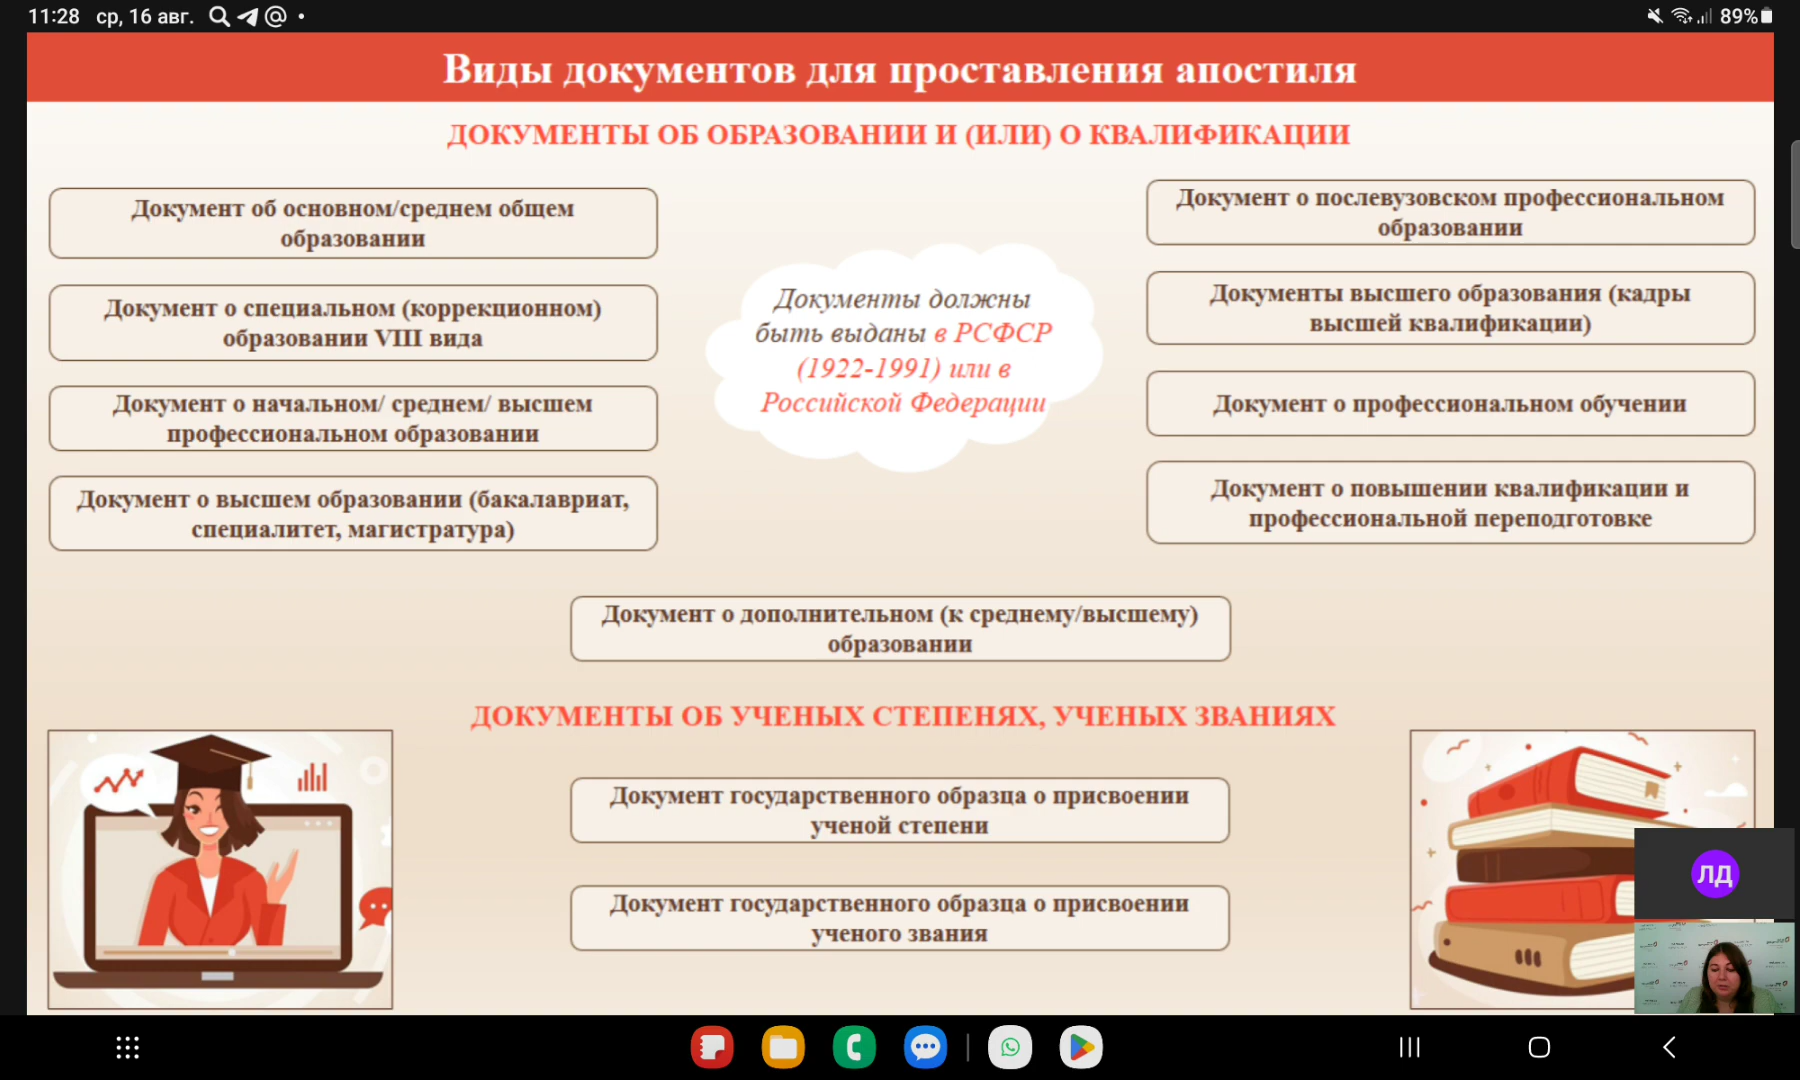 11:28 ср, 16 авг.
89%
Виды документов для проставления апостиля
ДОКУМЕНТЫ ОБ ОБРАЗОВАНИИ И (ИЛИ) О КВАЛИФИКАЦИИ
Документ об основном/среднем общем
образовании
Документ о специальном (коррекционном)
образовании VIII вида
Документ о начальном/ среднем/ высшем
профессиональном образовании
Документ о высшем образовании (бакалавриат,
специалитет, магистратура)
Документы должны
быть выданы в РСФСР
(1922-1991) или в
Российской Федерации
Документ о послевузовском профессиональном
образовании
Документы высшего образования (кадры
высшей квалификации)
Документ о профессиональном обучении
Документ о повышении квалификации и
профессиональной переподготовке
Документ о дополнительном (к среднему/высшему)
образовании
ДОКУМЕНТЫ ОБ УЧЕНЫХ СТЕПЕНЯХ, УЧЕНЫХ ЗВАНИЯХ
Документ государственного образца о присвоении
ученой степени
Документ государственного образца о присвоении
ученого звания
ЛД